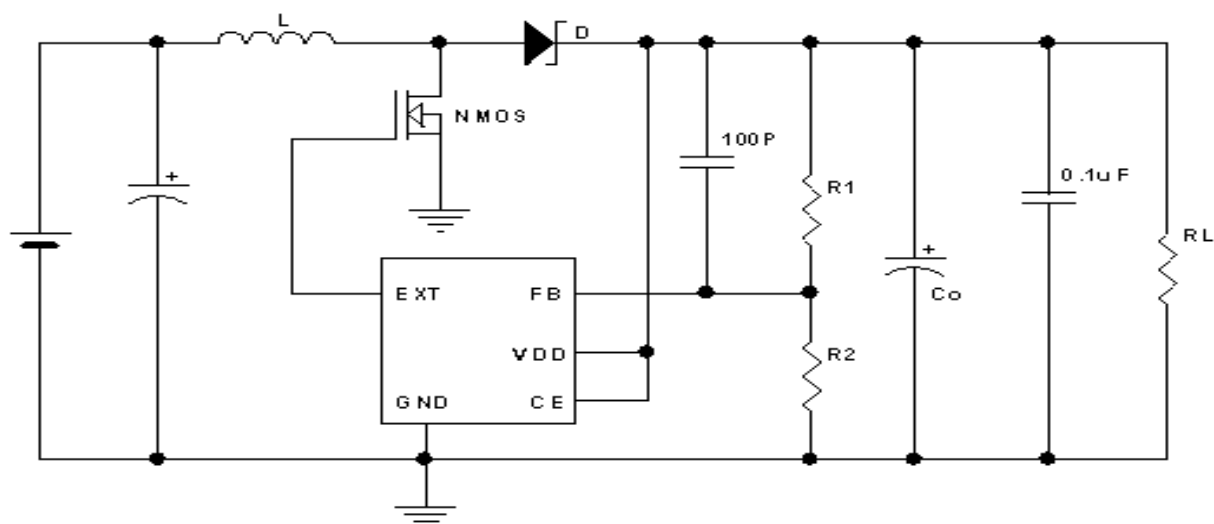 L
D
NMOS
100P
R1
0.1uF
RL
+
+
Co
EXT
FB
VDD
R2
GND
CE